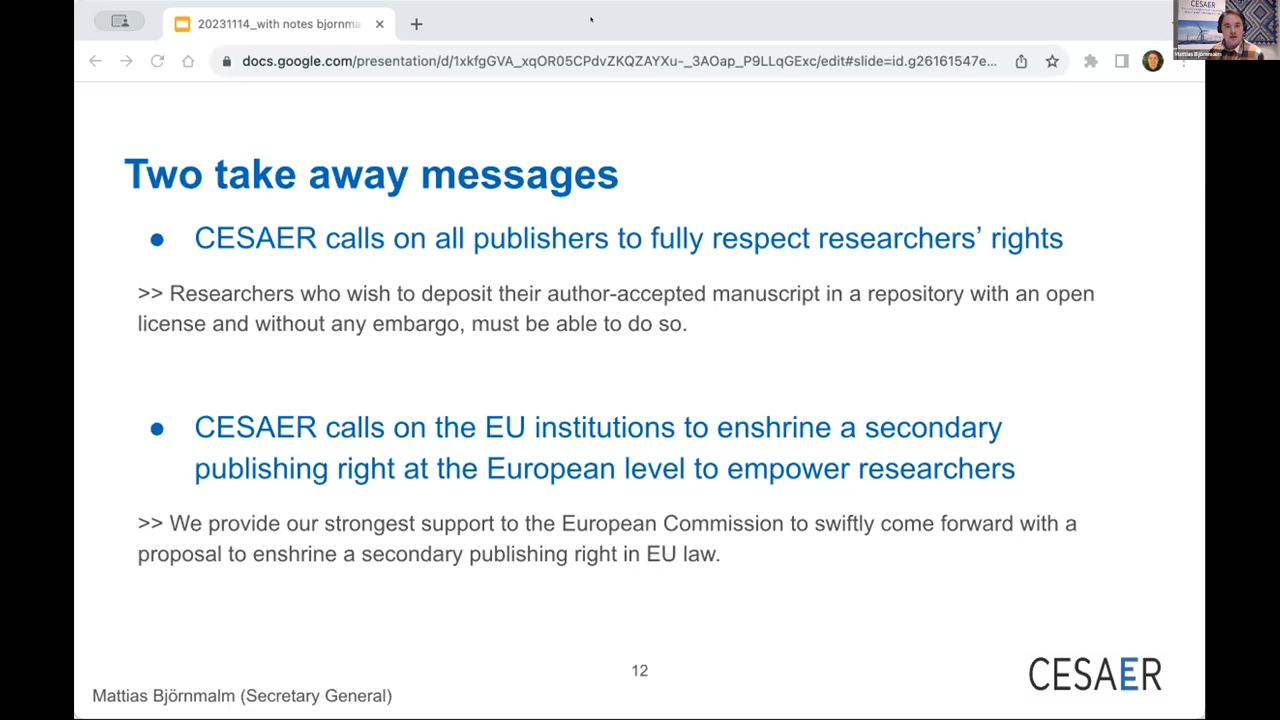 20231114_with notes bjornma
docs.google.com/presentation/d/1xkfgGVA_xqOR05CPdvZKQZAYXu-_3AOap_P9LLqGExc/edit#slide=id.g26161547e...
CESAER
Mattias Björnmalm
Two take away messages
● CESAER calls on all publishers to fully respect researchers’ rights
>> Researchers who wish to deposit their author-accepted manuscript in a repository with an open
license and without any embargo, must be able to do so.
● CESAER calls on the EU institutions to enshrine a secondary
publishing right at the European level to empower researchers
>> We provide our strongest support to the European Commission to swiftly come forward with a
proposal to enshrine a secondary publishing right in EU law.
12
CESAER
Mattias Björnmalm (Secretary General)